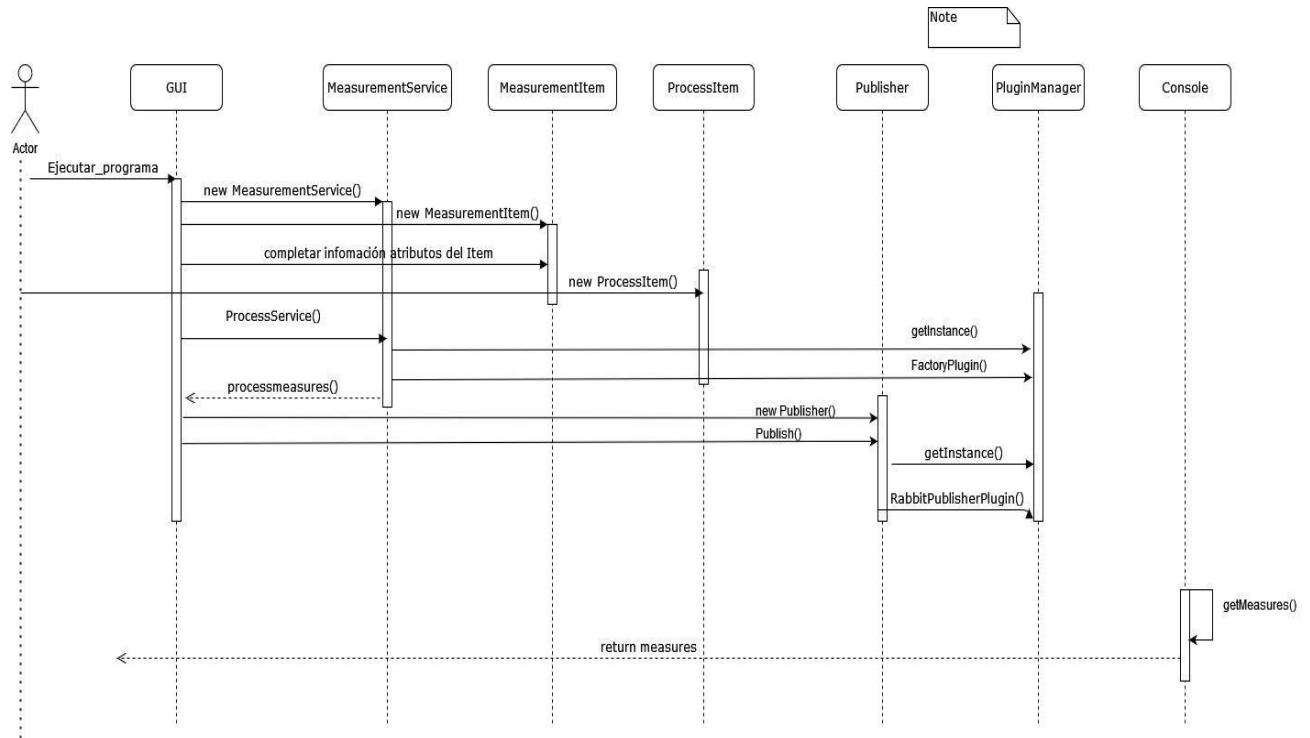 Note
GUI
MeasurementService
MeasurementItem
ProcessItem
Publisher
PluginManager
Console
Actor
Ejecutar_programa
new MeasurementService()
new MeasurementItem()
completar infomación atributos del Item
new ProcessItem()
ProcessService()
getInstance()
FactoryPlugin()
processmeasures()
new Publisher()
Publish()
getInstance()
RabbitPublisherPlugin()
getMeasures()
return measures